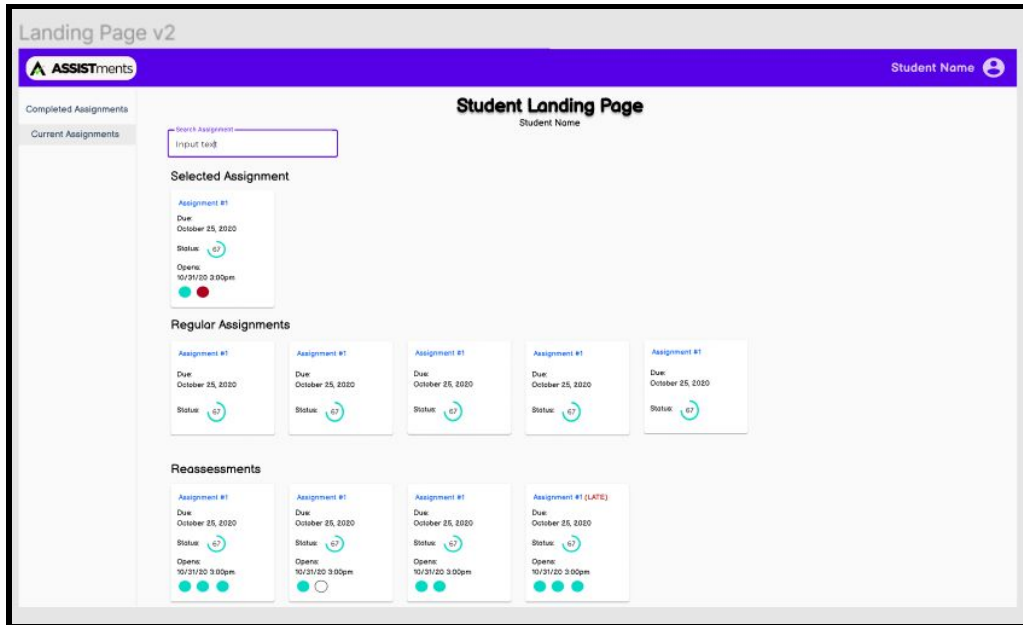 Landing Page v2
ASSISTments
Student Name
Completed Assignments
Current Assignments
Student Landing Page
Student Name
Search Assignment
Input text
Selected Assignment
Assignment #1
Due:
October 25, 2020
Status: 67
Opens:
10/31/20 3:00pm
Regular Assignments
Assignment #1
Due:
October 25, 2020
Status: 67
Assignment #1
Due:
October 25, 2020
Status: 67
Assignment #1
Due:
October 25, 2020
Status: 67
Assignment #1
Due:
October 25, 2020
Status: 67
Assignment #1
Due:
October 25, 2020
Status: 67
Reassessments
Assignment #1
Due:
October 25, 2020
Status: 67
Opens:
10/31/20 3:00pm
Assignment #1
Due:
October 25, 2020
Status: 67
Opens:
10/31/20 3:00pm
Assignment #1
Due:
October 25, 2020
Status: 67
Opens:
10/31/20 3:00pm
Assignment #1 (LATE)
Due:
October 25, 2020
Status: 67
Opens:
10/31/20 3:00pm